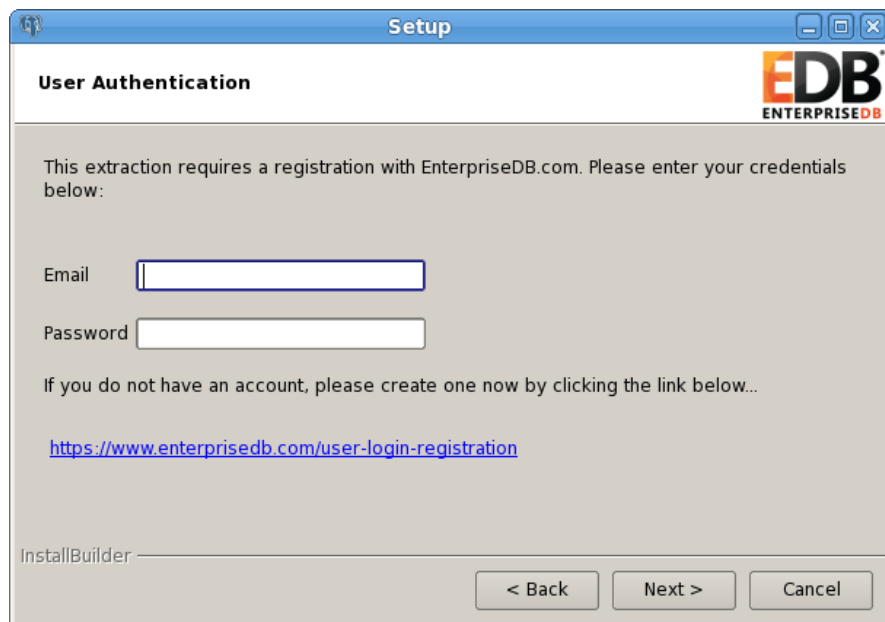 Setup
User Authentication
EDB
ENTERPRISEDB
This extraction requires a registration with EnterpriseDB.com. Please enter your credentials
below:
Email
Password
If you do not have an account, please create one now by clicking the link below...
https://www.enterprisedb.com/user-login-registration
InstallBuilder
< Back
Next >
Cancel